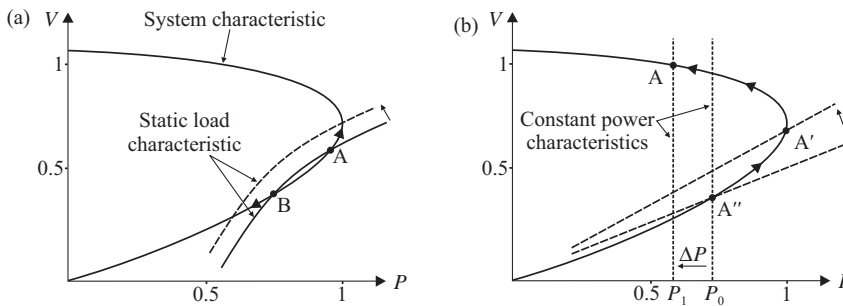 (a)
V
System characteristic
1
Static load
characteristic
A
0.5
B
0.5
1
P
(b)
V
1
A
Constant power
characteristics
A′
0.5
A″
ΔP
0.5
P₁
P₀
1